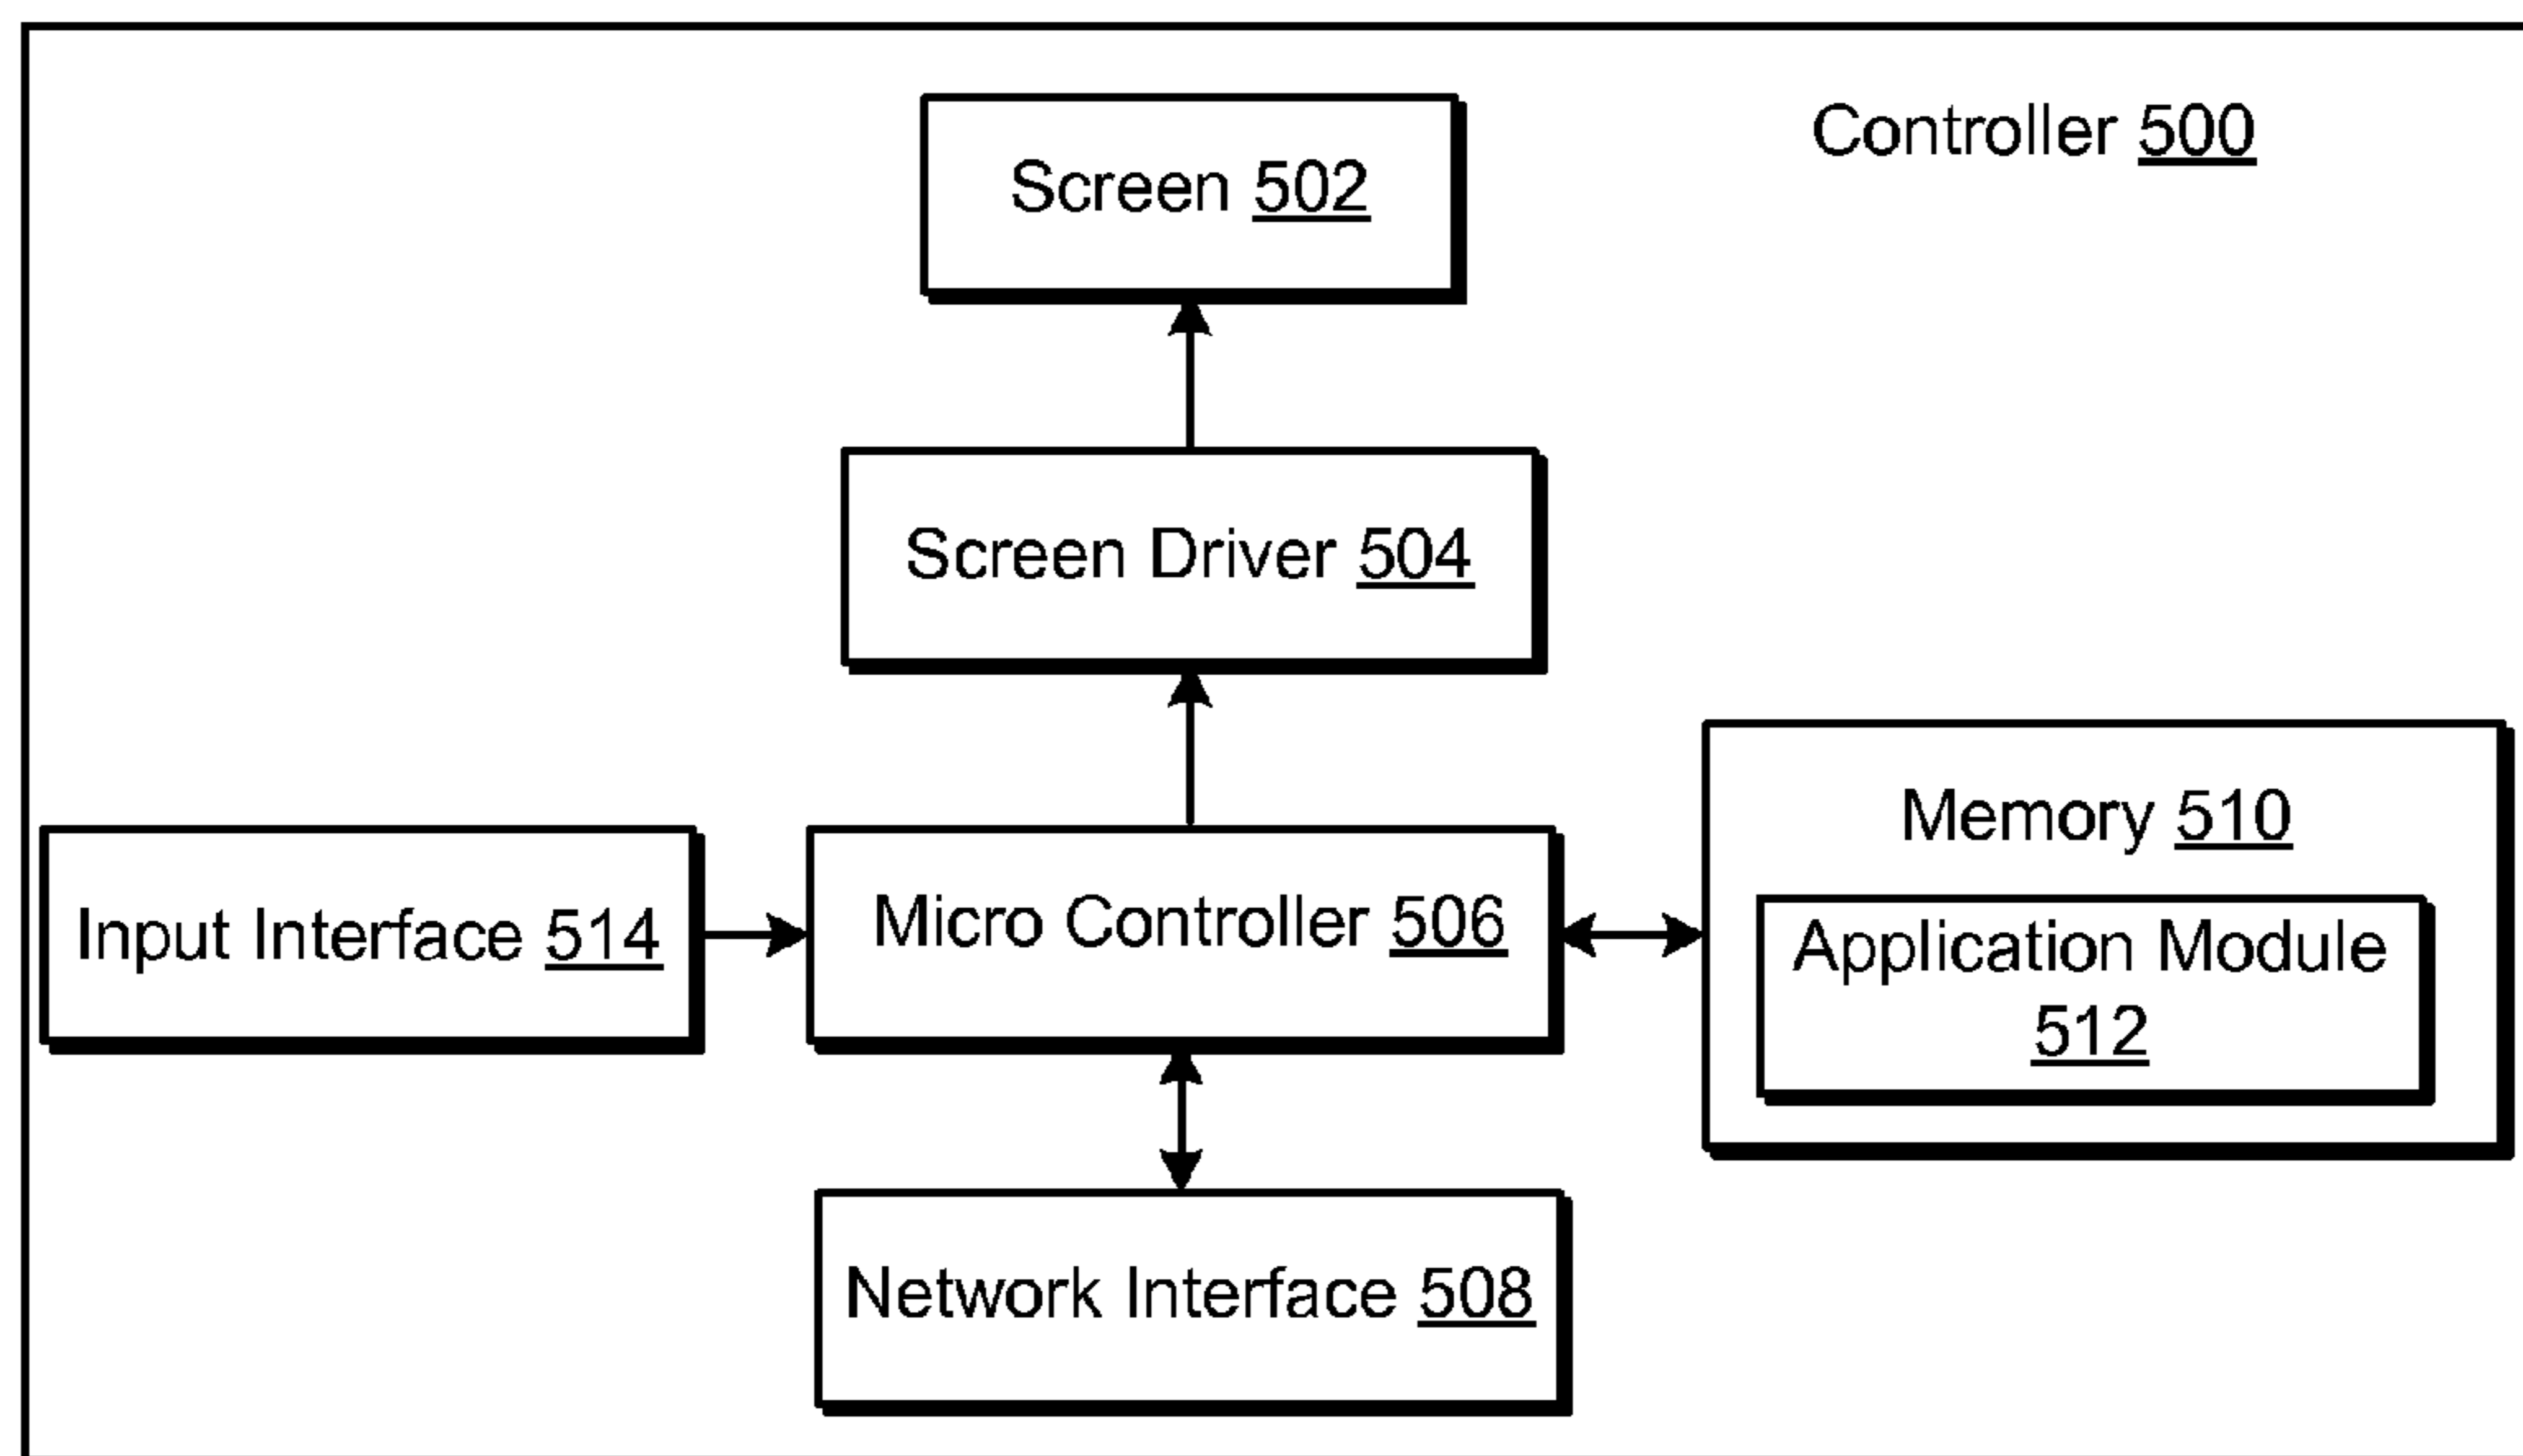 Controller 500
Screen 502
Screen Driver 504
Memory 510
Input Interface 514
Micro Controller 506
Application Module
512
Network Interface 508